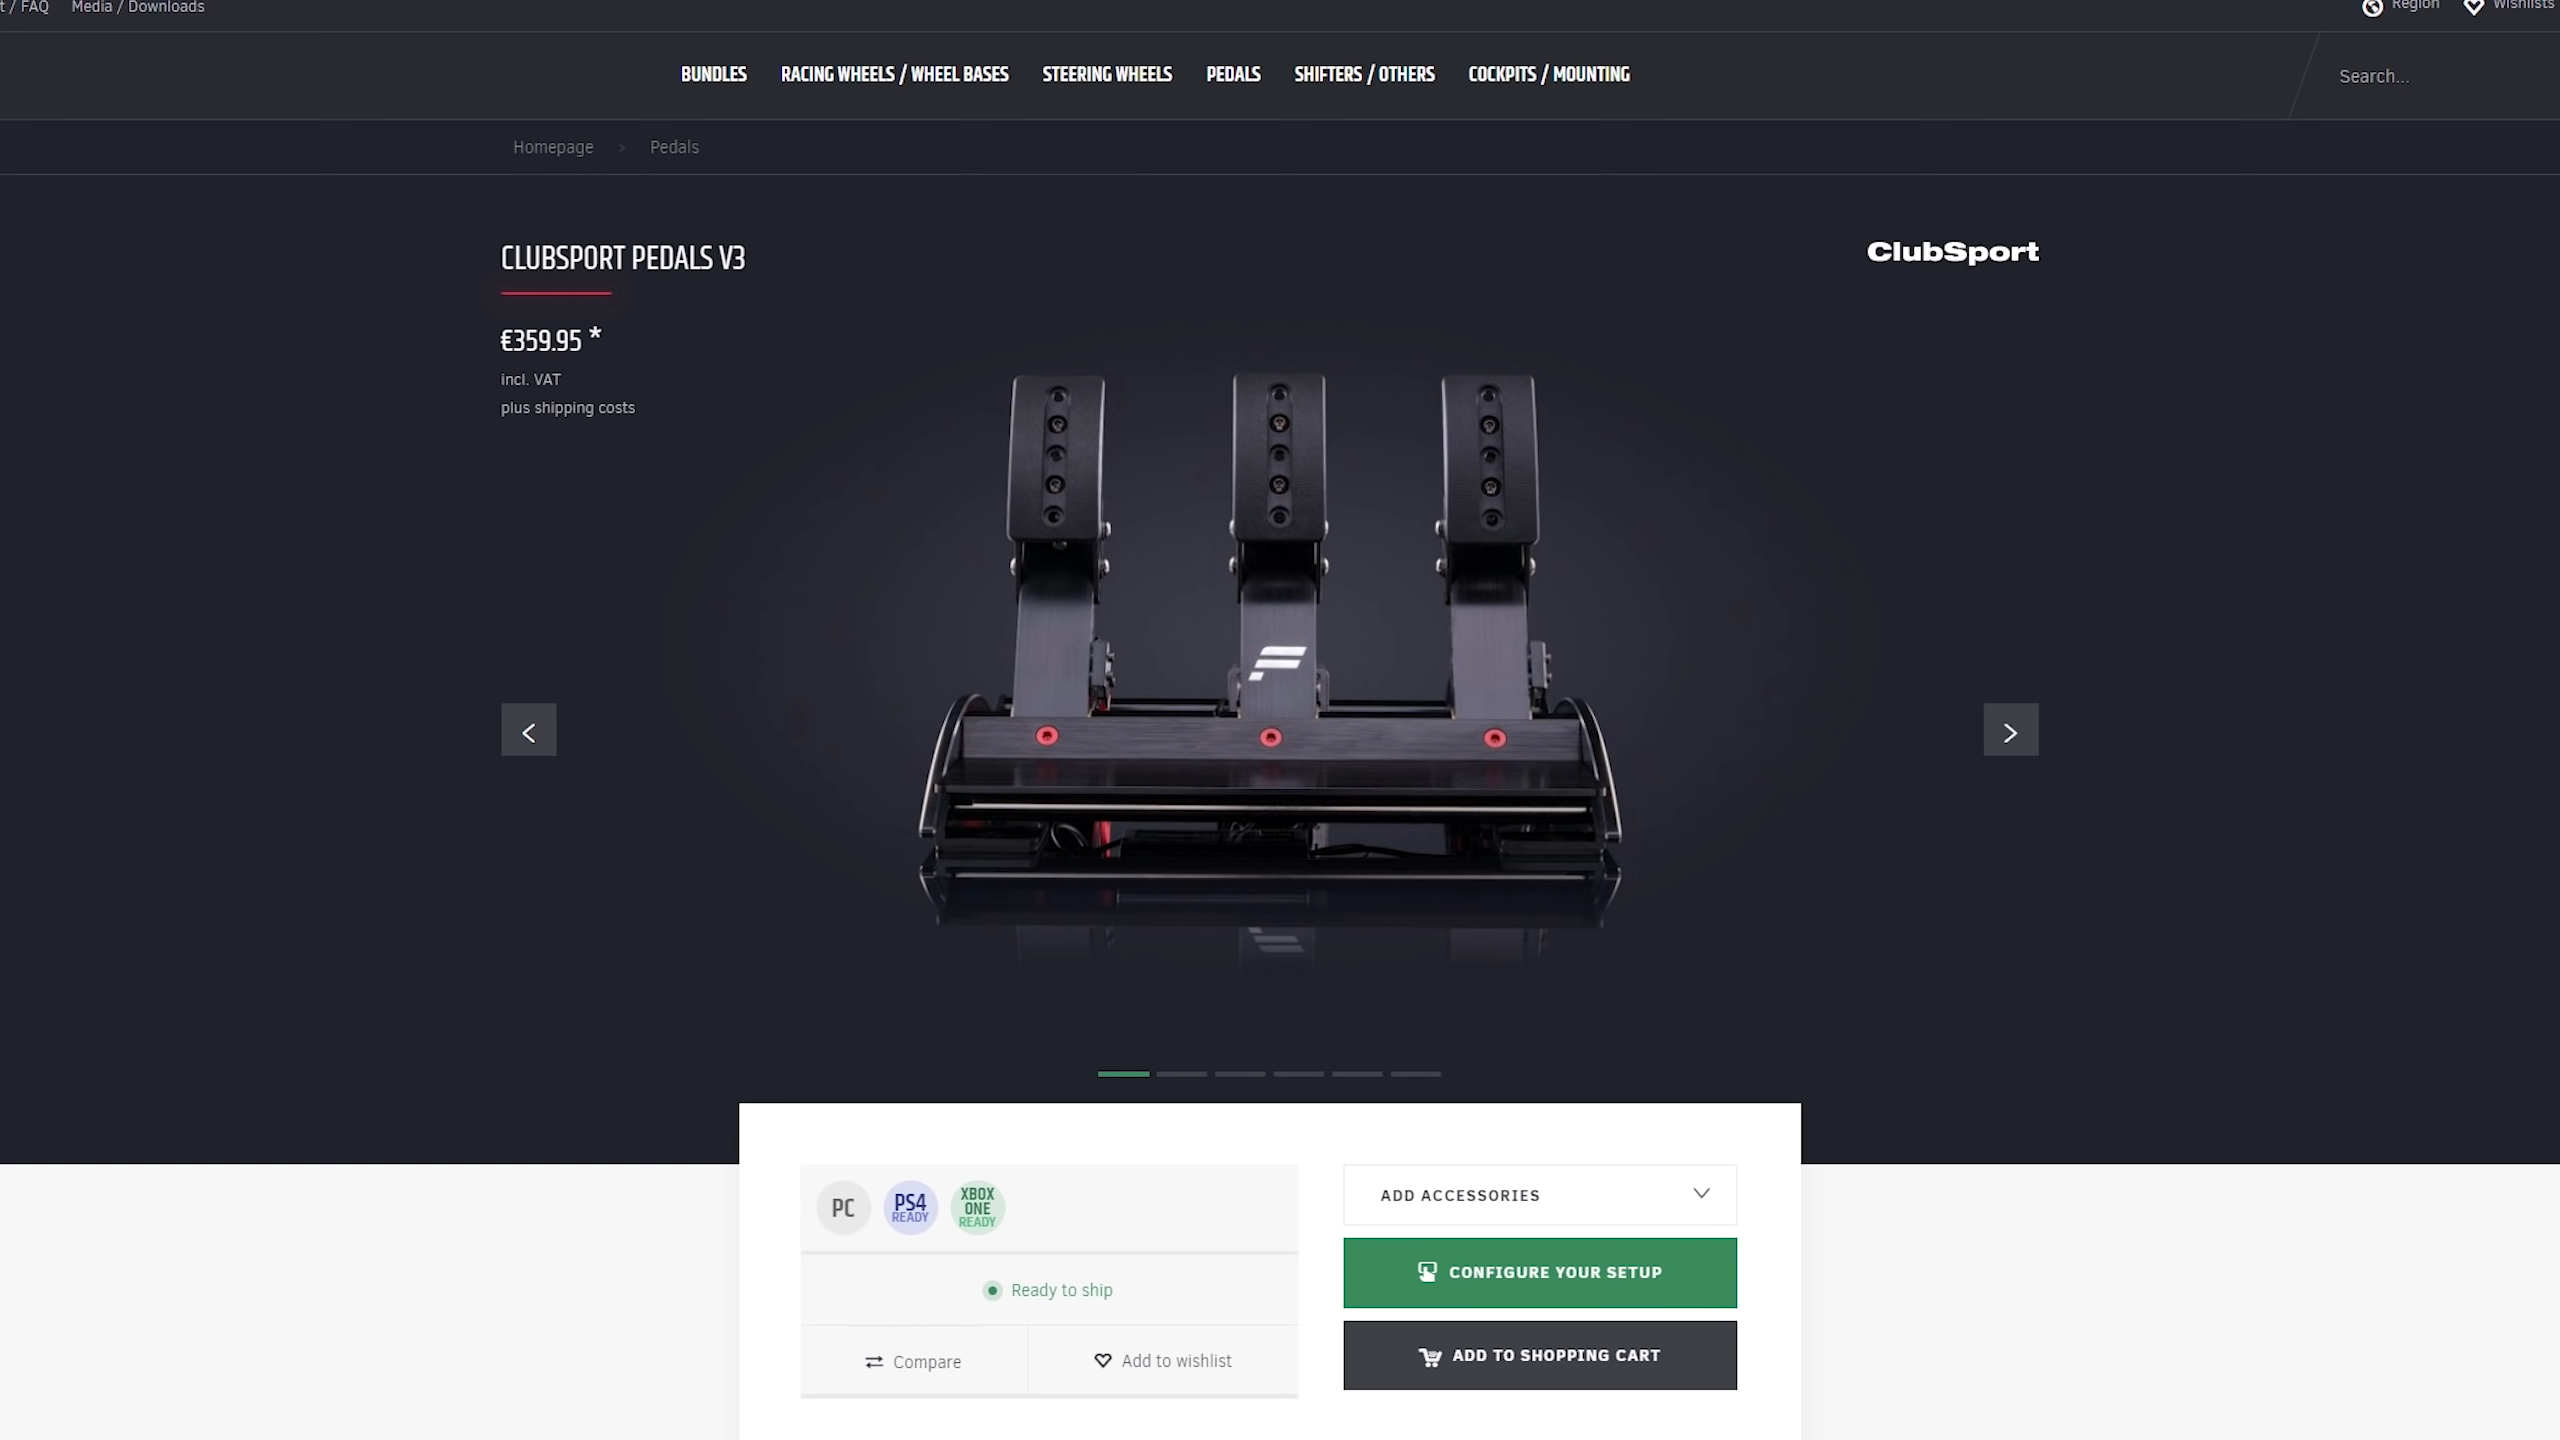 t / FAQ Media / Downloads Region Wishlists
BUNDLES RACING WHEELS / WHEEL BASES STEERING WHEELS PEDALS SHIFTERS / OTHERS COCKPITS / MOUNTING Search...
Homepage > Pedals
CLUBSPORT PEDALS V3
ClubSport
€359.95 *
incl. VAT
plus shipping costs
PC
PS4
READY
XBOX
ONE
READY
Ready to ship
Compare
Add to wishlist
ADD ACCESSORIES
CONFIGURE YOUR SETUP
ADD TO SHOPPING CART